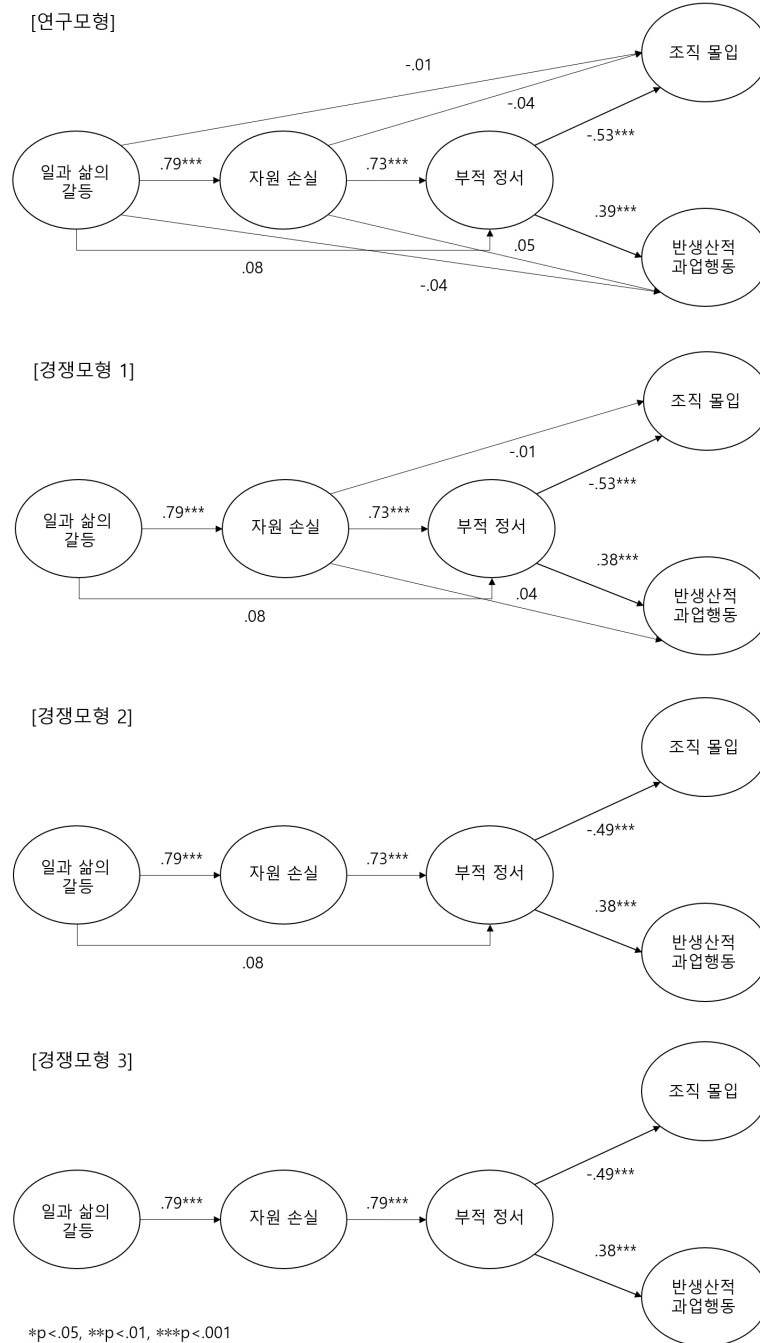 [연구모형]
조직 몰입
-.01
-.04
-.53***
일과 삶의
갈등
.79***
자원 손실
.73***
부적 정서
.39***
.05
반생산적
과업행동
.08
-.04
[경쟁모형 1]
조직 몰입
-.01
-.53***
일과 삶의
갈등
.79***
자원 손실
.73***
부적 정서
.38***
.04
반생산적
과업행동
.08
[경쟁모형 2]
조직 몰입
-.49***
일과 삶의
갈등
.79***
자원 손실
.73***
부적 정서
.38***
반생산적
과업행동
.08
[경쟁모형 3]
조직 몰입
-.49***
일과 삶의
갈등
.79***
자원 손실
.79***
부적 정서
.38***
반생산적
과업행동
*p<.05, **p<.01, ***p<.001